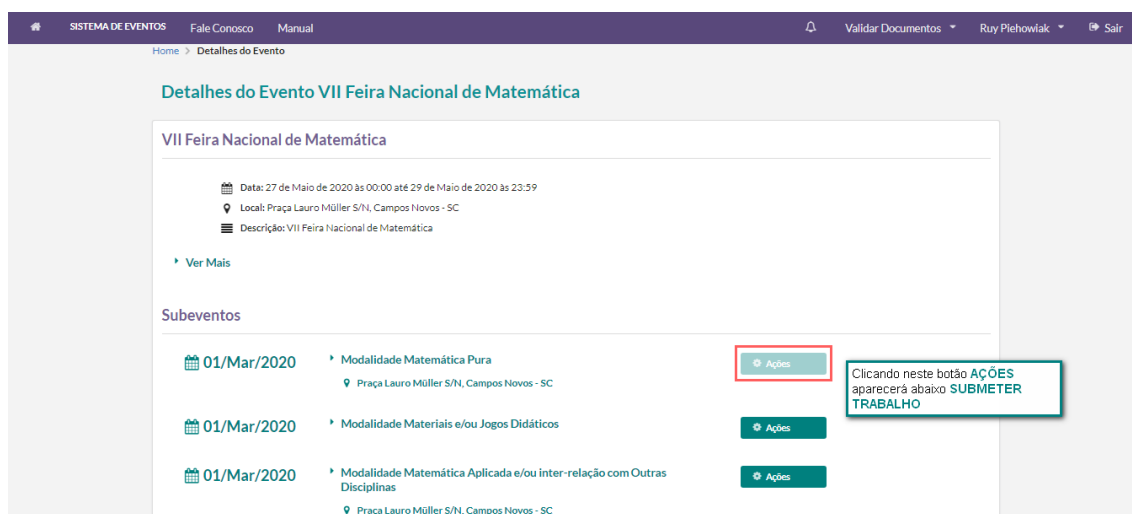 SISTEMA DE EVENTOS Fale Conosco Manual Validar Documentos Ruy Piehowiak Sair
Home > Detalhes do Evento
Detalhes do Evento VII Feira Nacional de Matemática
VII Feira Nacional de Matemática
Data: 27 de Maio de 2020 às 00:00 até 29 de Maio de 2020 às 23:59
Local: Praça Lauro Müller S/N, Campos Novos - SC
Descrição: VII Feira Nacional de Matemática
Ver Mais
Subeventos
01/Mar/2020 Modalidade Matemática Pura Ações
Praça Lauro Müller S/N, Campos Novos - SC
Clicando neste botão AÇÕES
aparecerá abaixo SUBMETER
TRABALHO
01/Mar/2020 Modalidade Materiais e/ou Jogos Didáticos Ações
01/Mar/2020 Modalidade Matemática Aplicada e/ou inter-relação com Outras Ações
Disciplinas
Praça Lauro Müller S/N, Campos Novos - SC